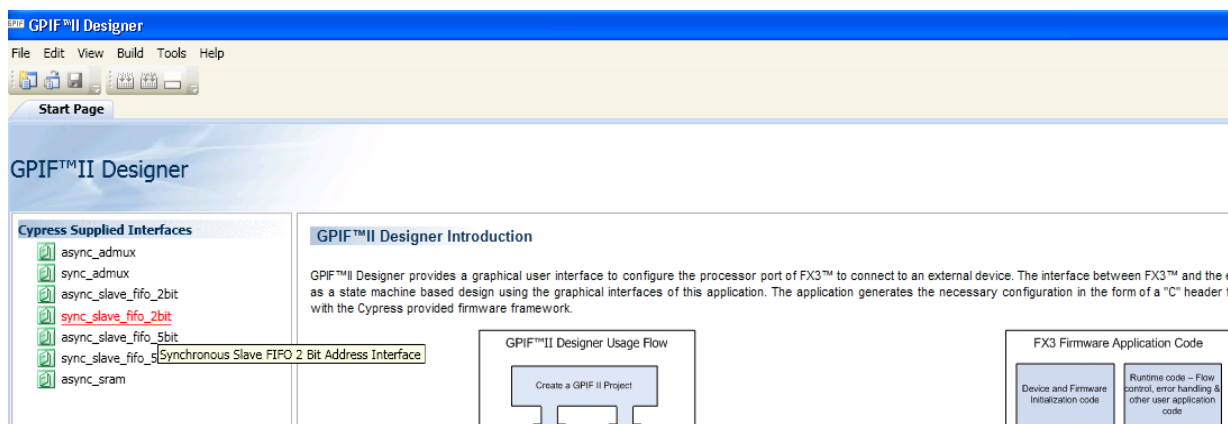 GPIF GPIF™II Designer
File Edit View Build Tools Help
Start Page
GPIF™II Designer
Cypress Supplied Interfaces
async_admux
sync_admux
async_slave_fifo_2bit
sync_slave_fifo_2bit
async_slave_fifo_5bit
sync_slave_fifo_5
Synchronous Slave FIFO 2 Bit Address Interface
async_sram
GPIF™II Designer Introduction
GPIF™II Designer provides a graphical user interface to configure the processor port of FX3™ to connect to an external device. The interface between FX3™ and the e
as a state machine based design using the graphical interfaces of this application. The application generates the necessary configuration in the form of a "C" header f
with the Cypress provided firmware framework.
GPIF™II Designer Usage Flow
Create a GPIF II Project
FX3 Firmware Application Code
Device and Firmware
Initialization code
Runtime code – Flow
control, error handling &
other user application
code